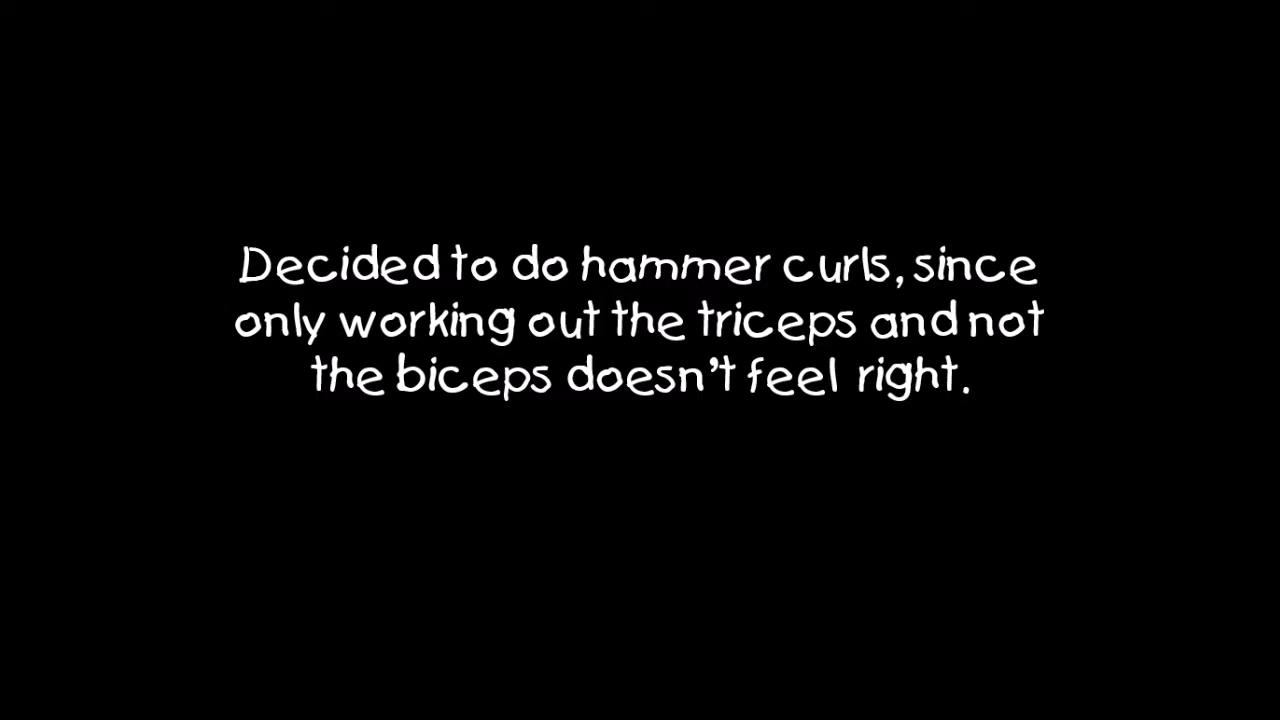 Decided to do hammer curls, since
only working out the triceps and not
the biceps doesn't feel right.